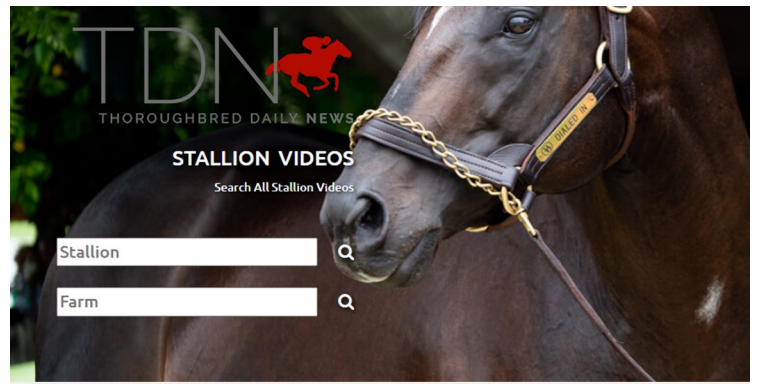 TDN
THOROUGHBRED DAILY NEWS
STALLION VIDEOS
Search All Stallion Videos
Stallion
Farm
DIALED IN